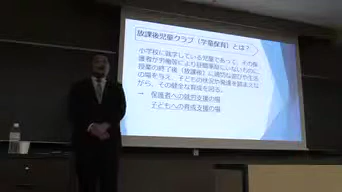 放課後児童クラブ（学童保育）とは？
小学校に就学している児童であって、その保
護者が労働等により昼間家庭にいないものに、
授業の終了後（放課後）に適切な遊びや生活
の場を与え、子どもの状況や発達を踏まえな
がら、その健全な育成を図る。
→ 保護者への就労支援の場
子どもへの育成支援の場